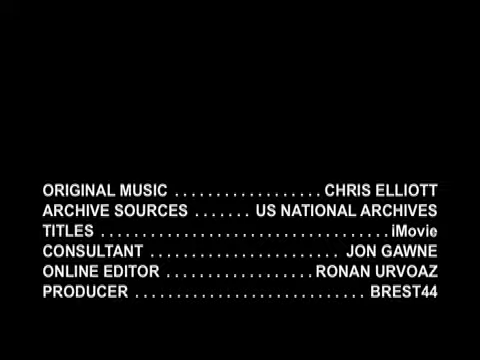 ORIGINAL MUSIC . . . . . . . . . . . . . . . . . . CHRIS ELLIOTT
ARCHIVE SOURCES . . . . . . . US NATIONAL ARCHIVES
TITLES . . . . . . . . . . . . . . . . . . . . . . . . . . . . . . . . . . . iMovie
CONSULTANT . . . . . . . . . . . . . . . . . . . . . . . JON GAWNE
ONLINE EDITOR . . . . . . . . . . . . . . . . . . RONAN URVOAZ
PRODUCER . . . . . . . . . . . . . . . . . . . . . . . . . . . . BREST44